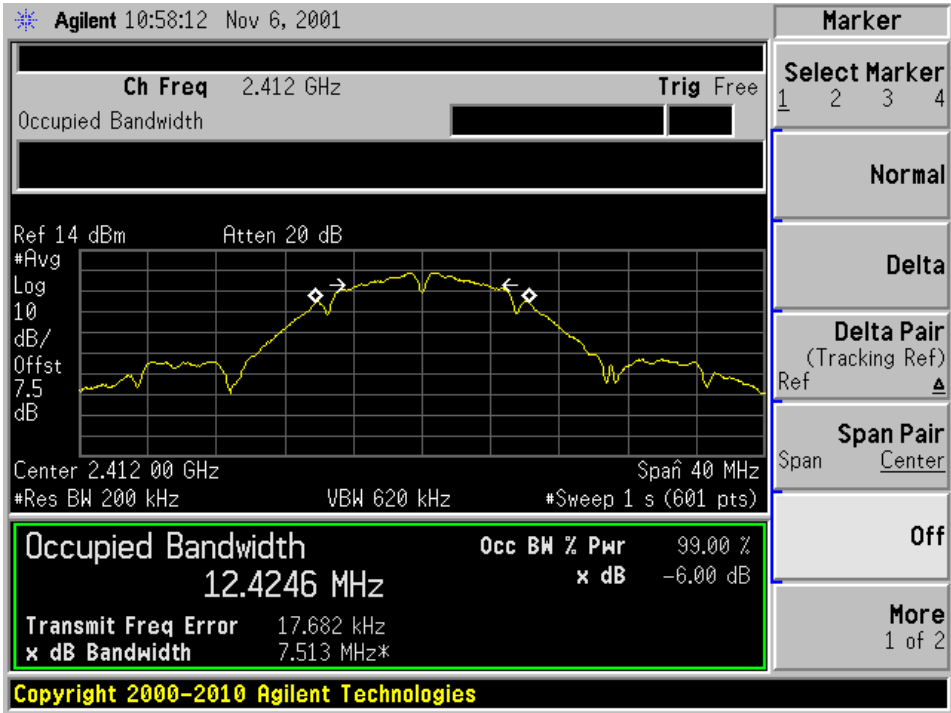 Agilent 10:58:12 Nov 6, 2001
Marker
Ch Freq 2.412 GHz
Trig Free
Occupied Bandwidth
Select Marker
1 2 3 4
Normal
Delta
Delta Pair
(Tracking Ref)
Ref Δ
Span Pair
Span Center
Off
More
1 of 2
Ref 14 dBm Atten 20 dB
#Avg
Log
10
dB/
Offst
7.5
dB
Center 2.412 00 GHz Span 40 MHz
#Res BW 200 kHz VBW 620 kHz #Sweep 1 s (601 pts)
Occupied Bandwidth
12.4246 MHz
Occ BW % Pwr 99.00 %
x dB -6.00 dB
Transmit Freq Error 17.682 kHz
x dB Bandwidth 7.513 MHz*
Copyright 2000-2010 Agilent Technologies